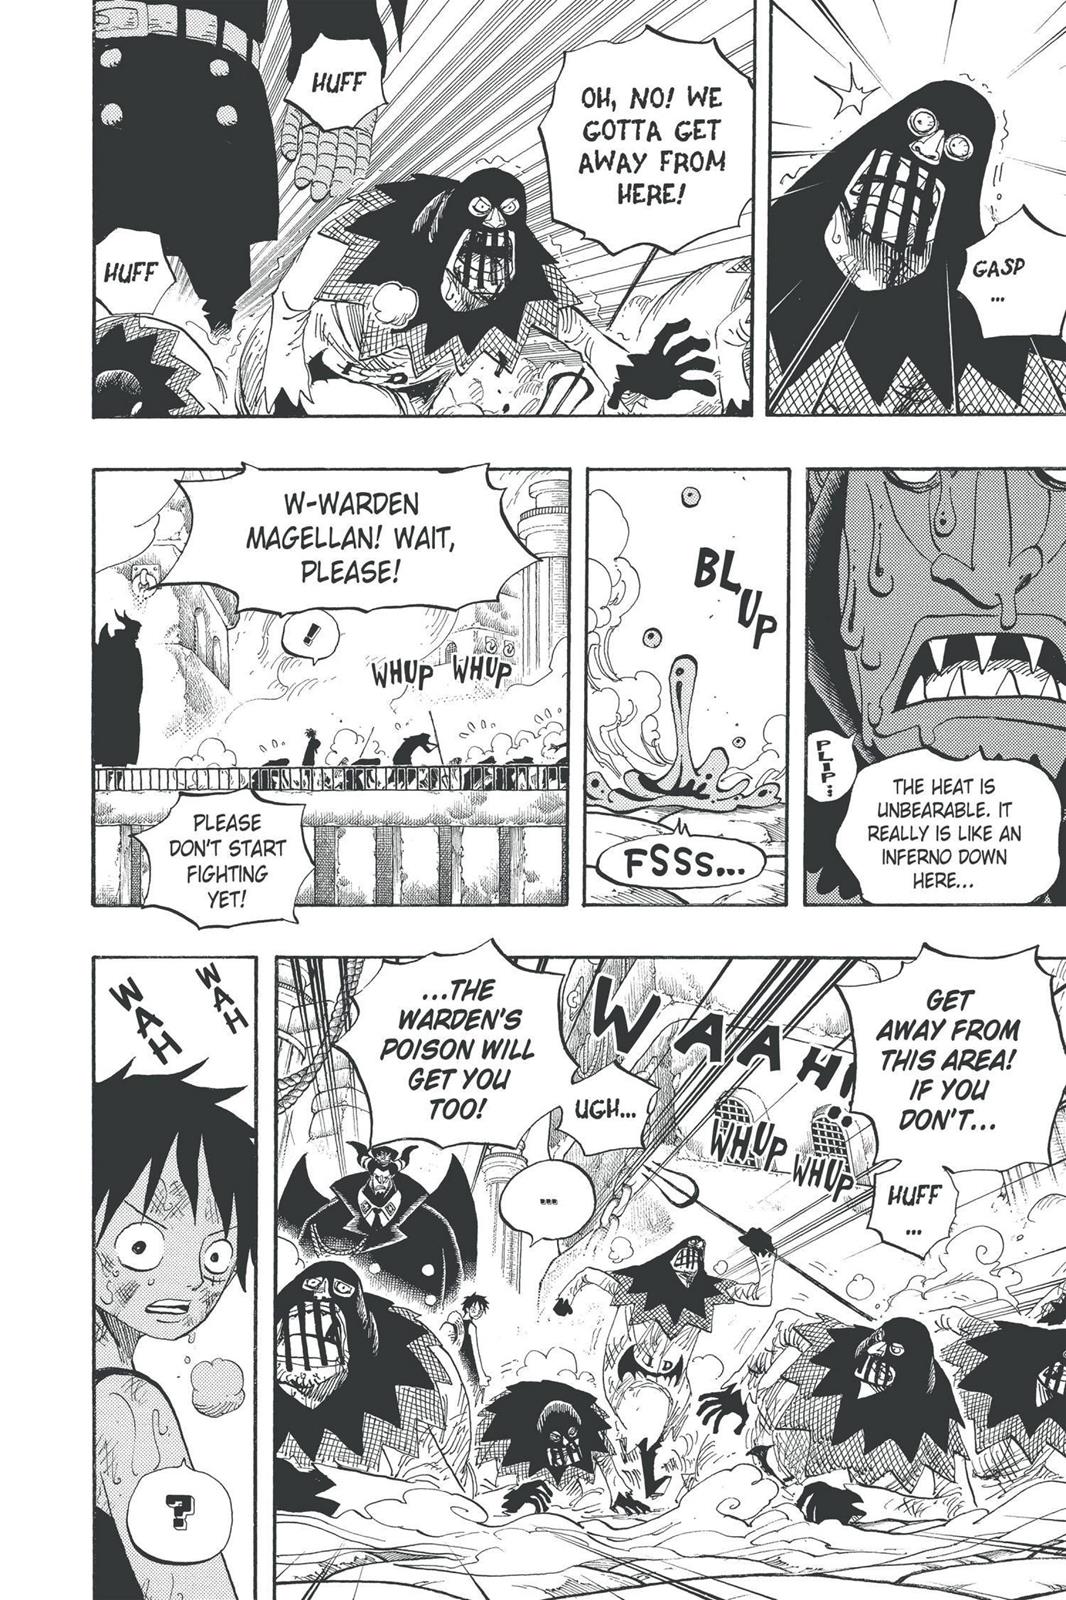 GASP
...
OH, NO! WE
GOTTA GET
AWAY FROM
HERE!
HUFF
HUFF
THE HEAT IS
UNBEARABLE. IT
REALLY IS LIKE AN
INFERNO DOWN
HERE...
PLIP...
BLUP
FSSS...
W-WARDEN
MAGELLAN! WAIT,
PLEASE!
!
WHUP WHUP
PLEASE
DON'T START
FIGHTING
YET!
GET
AWAY FROM
THIS AREA!
IF YOU
DON'T...
HUFF
...
WAAAH!
WHUP WHUP
UGH...
...
...THE
WARDEN'S
POISON WILL
GET YOU
TOO!
WAH
WAH
?